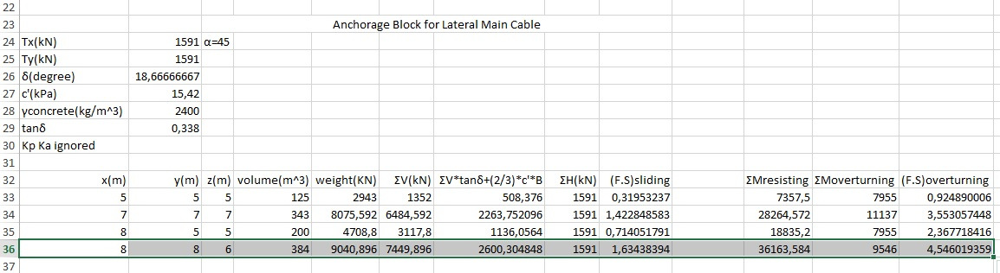 22
23 Anchorage Block for Lateral Main Cable
24 Tx(kN) 1591 α=45
25 Ty(kN) 1591
26 δ(degree) 18,66666667
27 c'(kPa) 15,42
28 γconcrete(kg/m^3) 2400
29 tanδ 0,338
30 Kp Ka ignored
31
32 x(m) y(m) z(m) volume(m^3) weight(KN) ΣV(kN) ΣV*tanδ+(2/3)*c'*B ΣH(kN) (F.S)sliding ΣMresisting ΣMoverturning (F.S)overturning
33 5 5 5 125 2943 1352 508,376 1591 0,31953237 7357,5 7955 0,924890006
34 7 7 7 343 8075,592 6484,592 2263,752096 1591 1,422848583 28264,572 11137 3,553057448
35 8 5 5 200 4708,8 3117,8 1136,0564 1591 0,714051791 18835,2 7955 2,367718416
36 8 8 6 384 9040,896 7449,896 2600,304848 1591 1,63438394 36163,584 9546 4,546019359
37